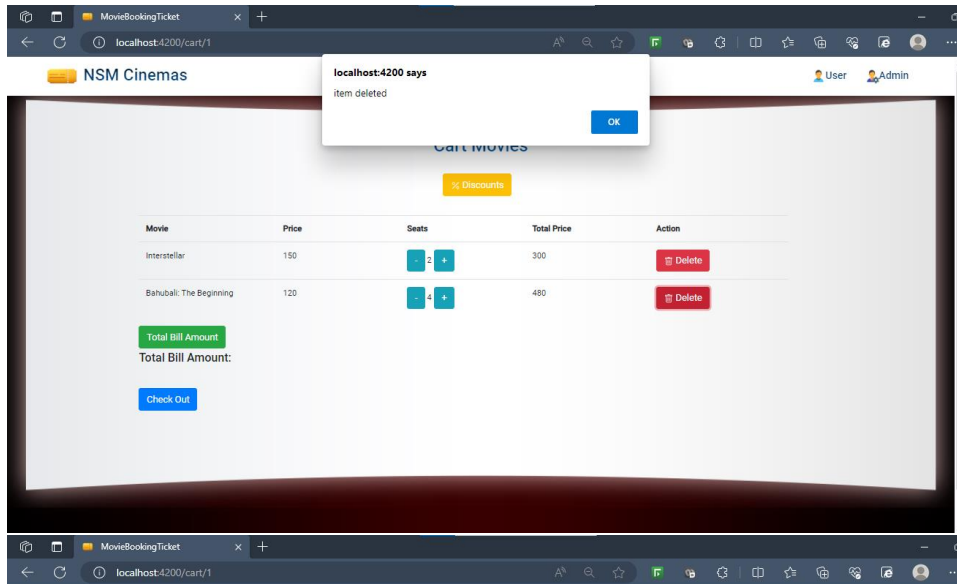 MovieBookingTicket
localhost:4200/cart/1
NSM Cinemas
User
Admin
localhost:4200 says
item deleted
OK
Cart Movies
Discounts
Movie Price Seats Total Price Action
Interstellar 150 - 2 + 300 Delete
Bahubali: The Beginning 120 - 4 + 480 Delete
Total Bill Amount
Total Bill Amount:
Check Out
MovieBookingTicket
localhost:4200/cart/1